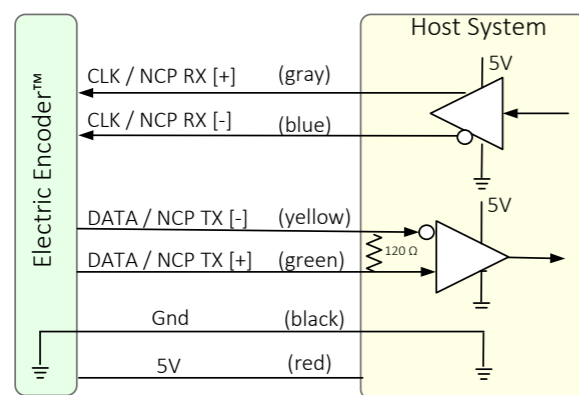 Host System
Electric Encoder™
5V
CLK / NCP RX [+] (gray)
CLK / NCP RX [-] (blue)
5V
DATA / NCP TX [-] (yellow)
120 Ω
DATA / NCP TX [+] (green)
Gnd (black)
5V (red)